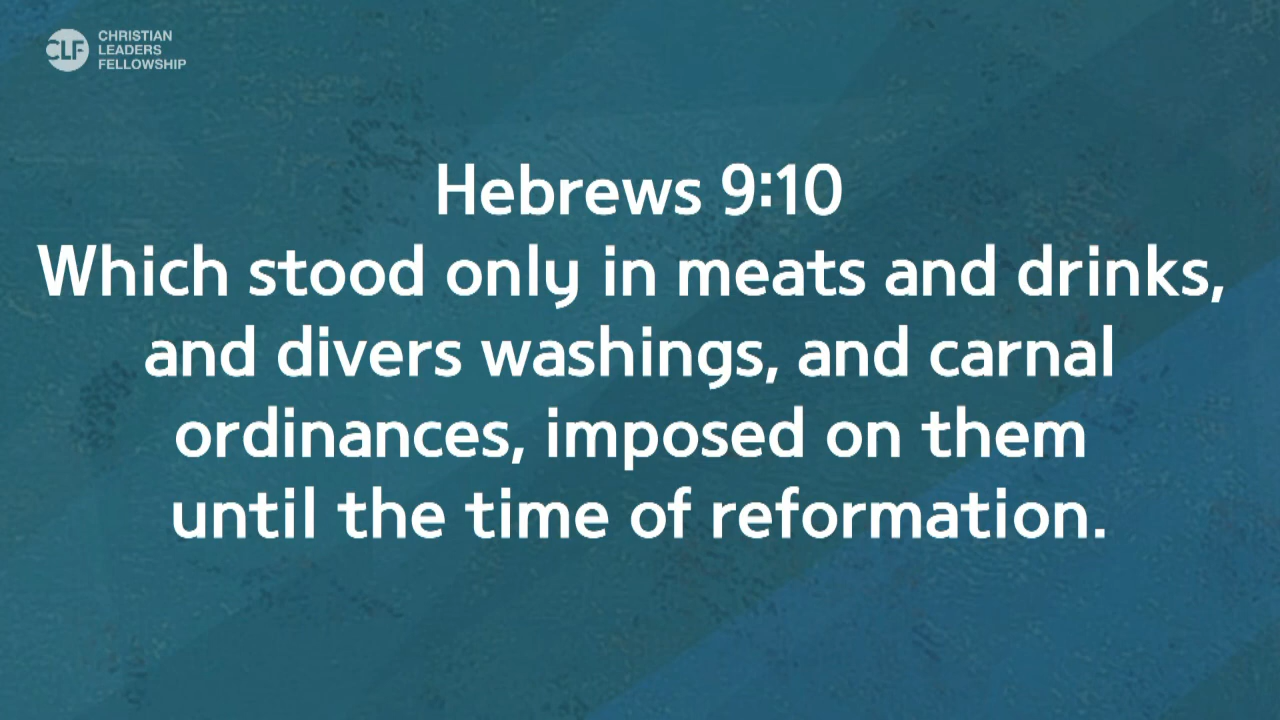 CLF
CHRISTIAN
LEADERS
FELLOWSHIP
Hebrews 9:10
Which stood only in meats and drinks,
and divers washings, and carnal
ordinances, imposed on them
until the time of reformation.